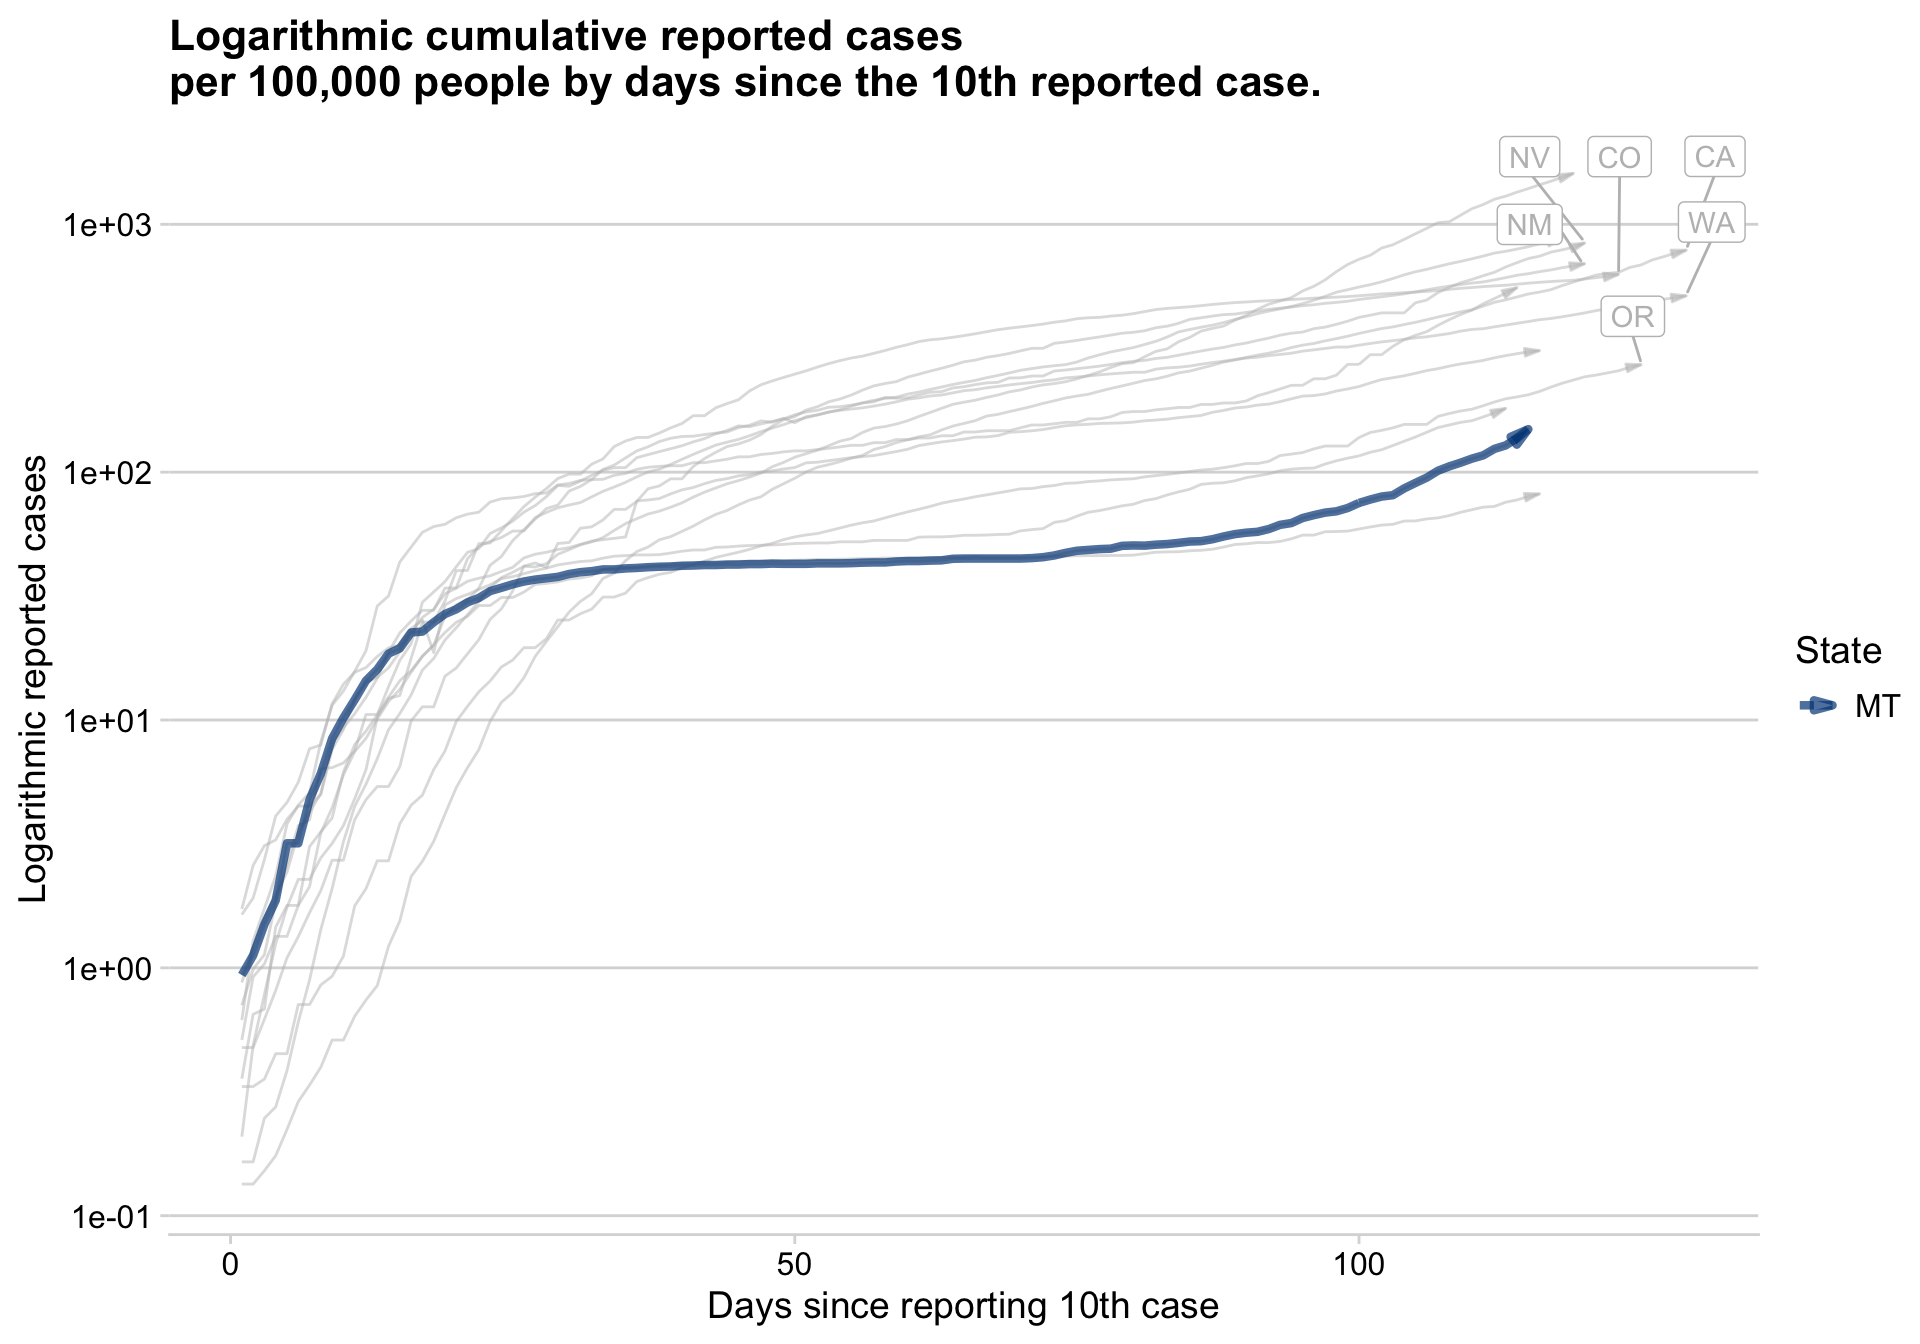 Logarithmic cumulative reported cases
per 100,000 people by days since the 10th reported case.
NV
CO
CA
NM
WA
OR
1e+03
1e+02
1e+01
1e+00
1e-01
Logarithmic reported cases
0
50
100
Days since reporting 10th case
State
MT